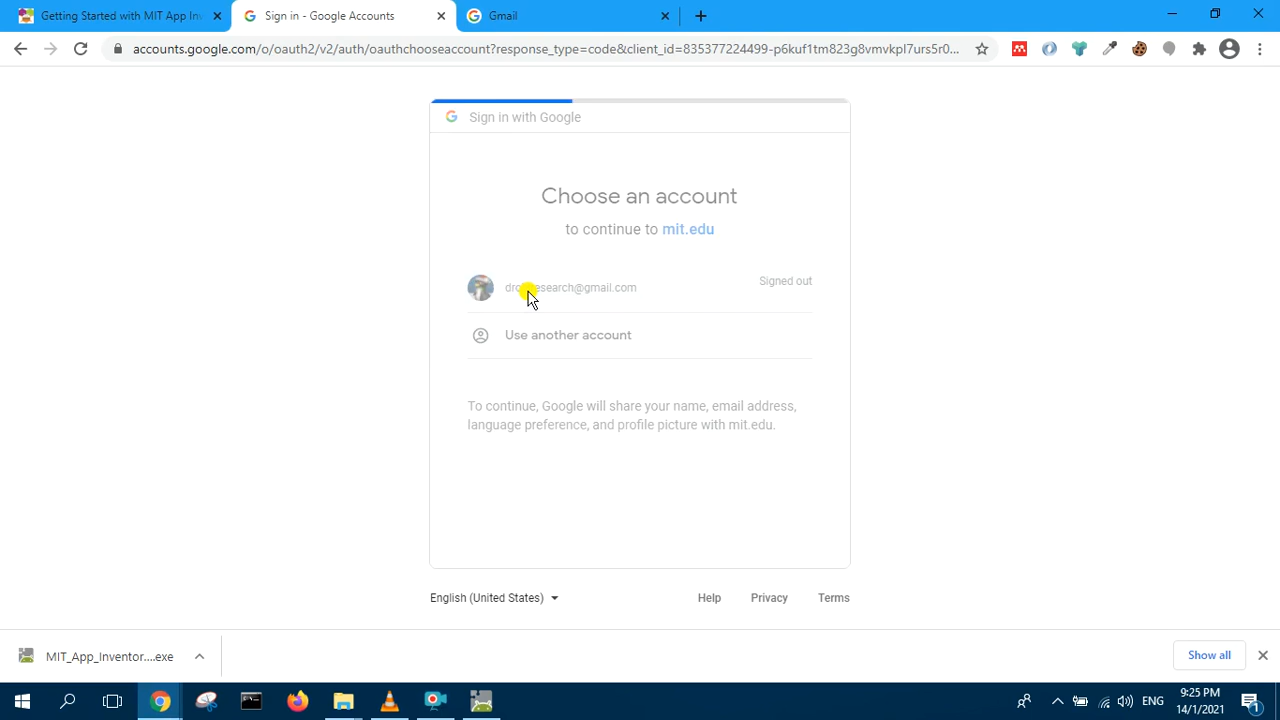 Getting Started with MIT App In
Sign in - Google Accounts
Gmail
accounts.google.com/o/oauth2/v2/auth/oauthchooseaccount?response_type=code&client_id=835377224499-p6kuf1tm823g8vmvkpl7urs5r0...
Sign in with Google
Choose an account
to continue to mit.edu
Signed out
Use another account
To continue, Google will share your name, email address,
language preference, and profile picture with mit.edu.
English (United States)
Help
Privacy
Terms
MIT_App_Inventor....exe
Show all
ENG
9:25 PM
14/1/2021
1